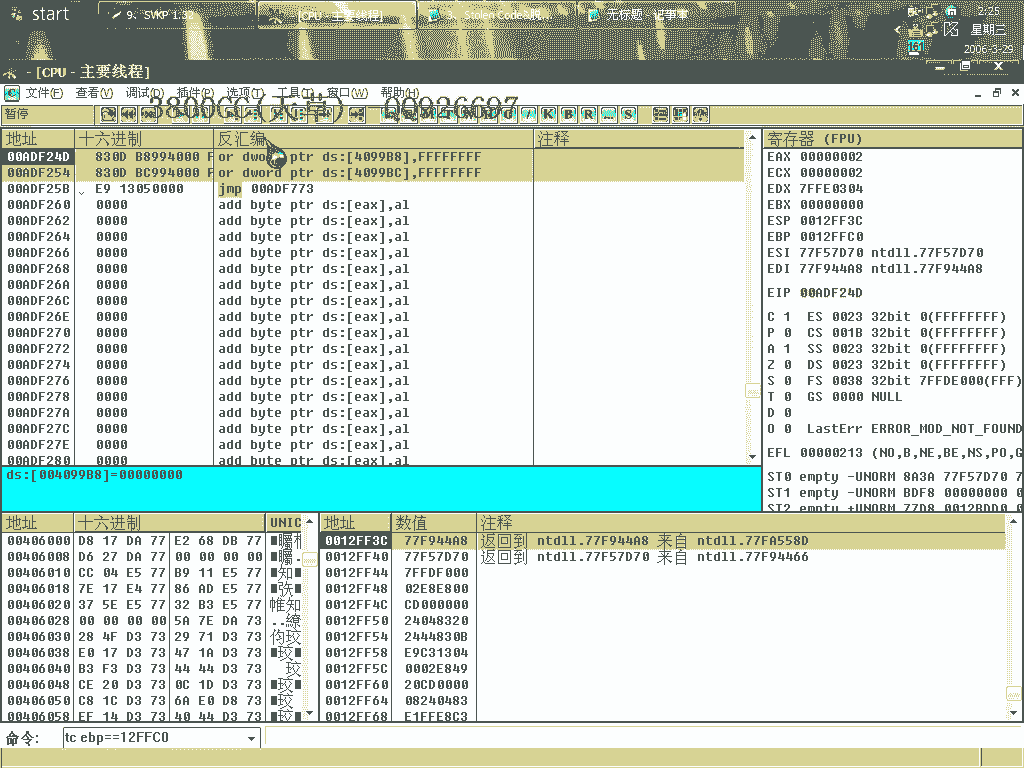 start
9. SVKP 1.32
[CPU - 主要线程]
3、StolenCode&
无标题 - 记事本
2:25
星期三
161
2006-3-29
- [CPU - 主要线程]
文件(F) 查看(V) 调试(D) 插件(P) 选项(T) 工具(I) 窗口(W) 帮助(H)
3800CC(天草) -00926697
暂停
K B R ... S
地址 十六进制 反汇编 注释
00ADF24D 830D B8994000 F or dword ptr ds:[4099B8],FFFFFFFF
00ADF254 830D BC994000 F or dword ptr ds:[4099BC],FFFFFFFF
00ADF25B E9 13050000 jmp 00ADF773
00ADF260 0000 add byte ptr ds:[eax],al
00ADF262 0000 add byte ptr ds:[eax],al
00ADF264 0000 add byte ptr ds:[eax],al
00ADF266 0000 add byte ptr ds:[eax],al
00ADF268 0000 add byte ptr ds:[eax],al
00ADF26A 0000 add byte ptr ds:[eax],al
00ADF26C 0000 add byte ptr ds:[eax],al
00ADF26E 0000 add byte ptr ds:[eax],al
00ADF270 0000 add byte ptr ds:[eax],al
00ADF272 0000 add byte ptr ds:[eax],al
00ADF274 0000 add byte ptr ds:[eax],al
00ADF276 0000 add byte ptr ds:[eax],al
00ADF278 0000 add byte ptr ds:[eax],al
00ADF27A 0000 add byte ptr ds:[eax],al
00ADF27C 0000 add byte ptr ds:[eax],al
00ADF27E 0000 add byte ptr ds:[eax],al
00ADF280 0000 add byte ptr ds:[eax],al
ds:[004099B8]=00000000
寄存器 (FPU)
EAX 00000002
ECX 00000002
EDX 7FFE0304
EBX 00000000
ESP 0012FF3C
EBP 0012FFC0
ESI 77F57D70 ntdll.77F57D70
EDI 77F944A8 ntdll.77F944A8
EIP 00ADF24D
C 1 ES 0023 32bit 0(FFFFFFFF)
P 0 CS 001B 32bit 0(FFFFFFFF)
A 1 SS 0023 32bit 0(FFFFFFFF)
Z 0 DS 0023 32bit 0(FFFFFFFF)
S 0 FS 0038 32bit 7FFDE000(FFF)
T 0 GS 0000 NULL
D 0
O 0 LastErr ERROR_MOD_NOT_FOUND
EFL 00000213 (NO,B,NE,BE,NS,PO,G
ST0 empty -UNORM 8A3A 77F57D70 7
ST1 empty -UNORM BDF8 00000000 0
ST2 empty +UNORM 77D8 0012BDD0 0
地址 十六进制 UNIC
00406000 D8 17 DA 77 E2 68 DB 77
00406008 D6 27 DA 77 00 00 00 00
00406010 CC 04 E5 77 B9 11 E5 77
00406018 7E 17 E4 77 86 AD E5 77
00406020 37 5E E5 77 32 B3 E5 77
00406028 00 00 00 00 5A 7E DA 73
00406030 28 4F D3 73 29 71 D3 73
00406038 E0 17 D3 73 47 1A D3 73
00406040 B3 F3 D3 73 44 44 D3 73
00406048 CE 20 D3 73 0C 1D D3 73
00406050 C8 1C D3 73 6A E0 D8 73
00406058 EF 14 D3 73 40 44 D3 73
地址 数值 注释
0012FF3C 77F944A8 返回到 ntdll.77F944A8 来自 ntdll.77FA558D
0012FF40 77F57D70 返回到 ntdll.77F57D70 来自 ntdll.77F94466
0012FF44 7FFDF000
0012FF48 02E8E800
0012FF4C CD000000
0012FF50 24048320
0012FF54 2444830B
0012FF58 E9C31304
0012FF5C 0002E849
0012FF60 20CD0000
0012FF64 08240483
0012FF68 E1FFE8C3
命令: tc ebp==12FFC0